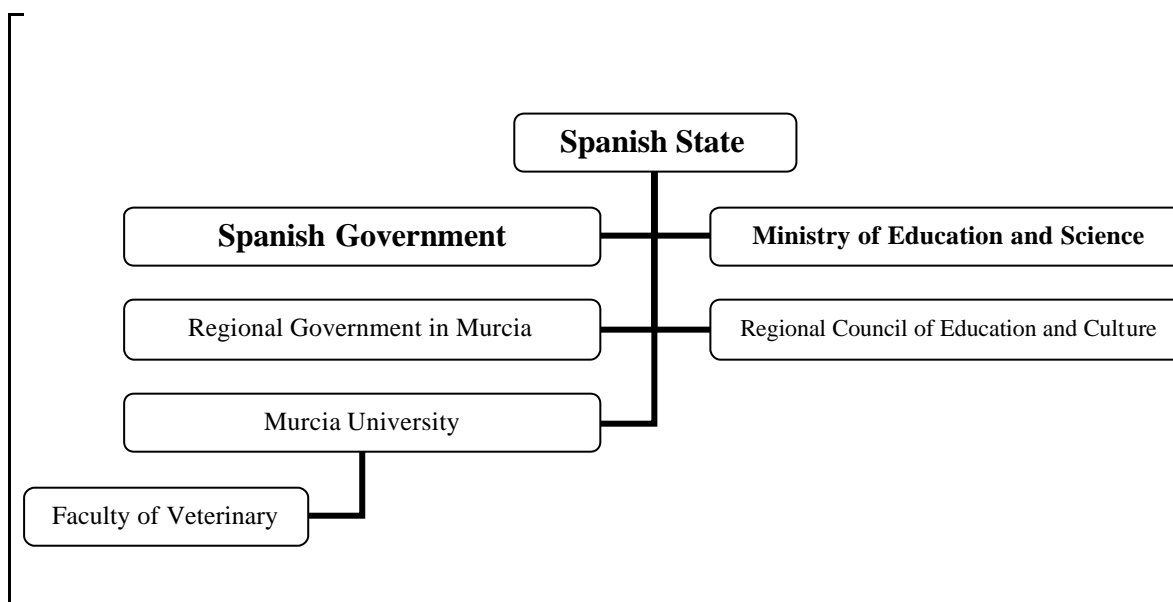 Spanish State
Spanish Government
Ministry of Education and Science
Regional Government in Murcia
Regional Council of Education and Culture
Murcia University
Faculty of Veterinary